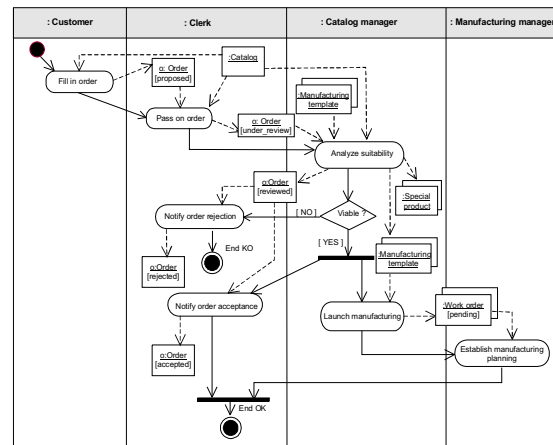 : Customer
: Clerk
: Catalog manager
: Manufacturing manager
:Catalog
o: Order
[proposed]
Fill in order
:Manufacturing
template
Pass on order
o: Order
[under_review]
Analyze suitability
o:Order
[reviewed]
:Special
product
Notify order rejection
[ NO ]
Viable ?
End KO
[ YES ]
:Manufacturing
template
o:Order
[rejected]
Notify order acceptance
Launch manufacturing
:Work order
[pending]
Establish manufacturing
planning
o:Order
[accepted]
End OK